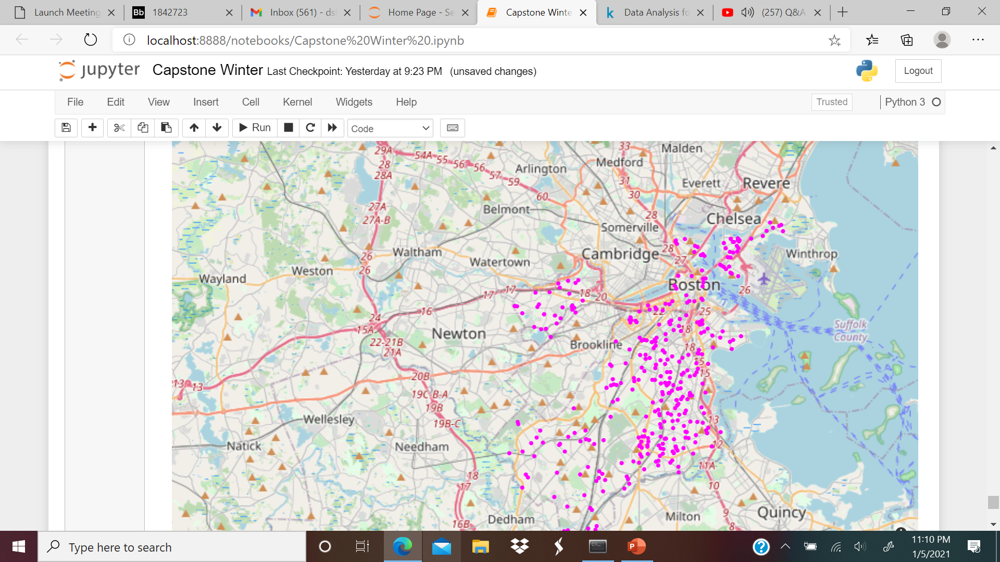 Launch Meeting
Bb 1842723
Inbox (561) - dsl
Home Page - Se
Capstone Winte
k Data Analysis fo
(257) Q&A
localhost:8888/notebooks/Capstone%20Winter%20.ipynb
jupyter Capstone Winter Last Checkpoint: Yesterday at 9:23 PM (unsaved changes)
Logout
File Edit View Insert Cell Kernel Widgets Help
Trusted Python 3
Run Code
29A 33 Malden
54A 55 56 56
28 Arlington Medford
28A 57 59 31 Everett Revere
60 30
27A Belmont 28
27A-B Somerville Chelsea
26 Waltham Watertown Cambridge 28 27 Winthrop
26 Weston
Wayland Boston
17 17 18 20 26
16 22 25
24 Suffolk
15A Newton 18 County
22-21B Brookline 18
21A 15
20B 15
13 13
19C-B-A
19B
Wellesley 13
19B-C
Natick Needham 12
18 11A
17 10
Dedham Milton 9 Quincy
16B 8
Type here to search
11:10 PM
1/5/2021